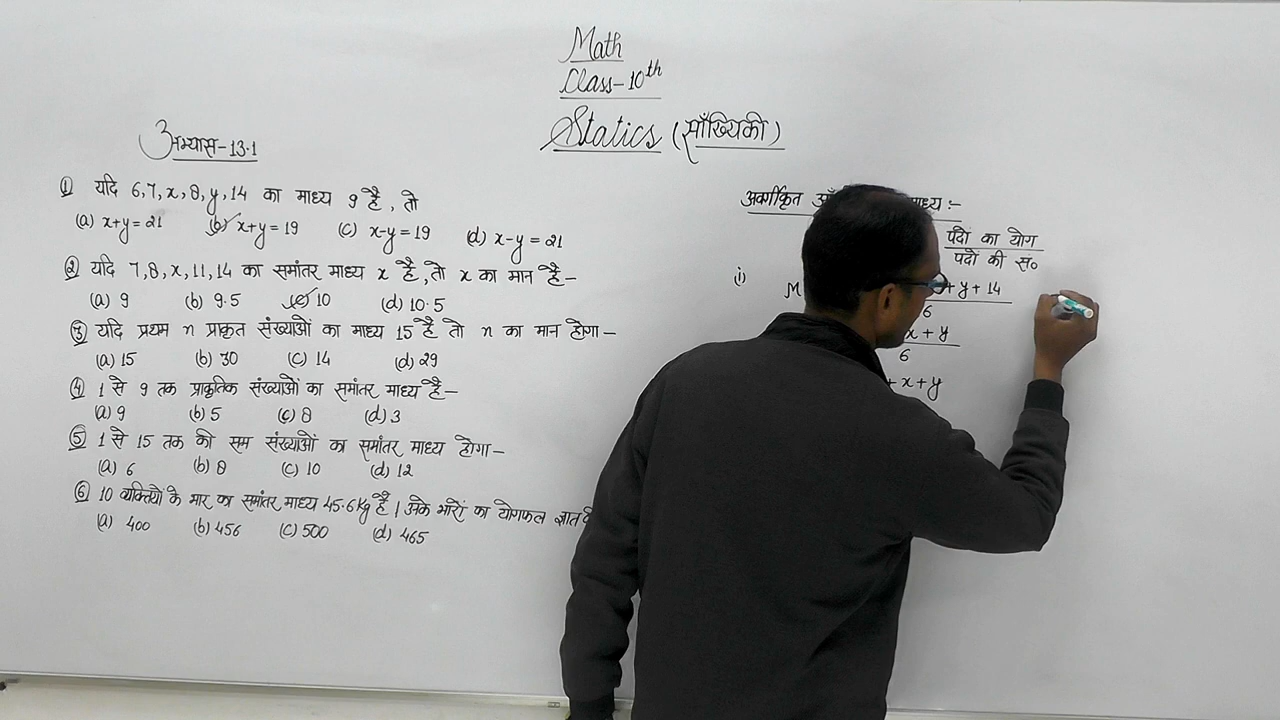 Math
Class-10th
Statics (साँख्यिकी)
अभ्यास-13.1
① यदि 6,7,x,8,y,14 का माध्य 9 है, तो
(a) x+y=21 (b) x+y=19 (c) x-y=19 (d) x-y=21
② यदि 7,8,x,11,14 का समांतर माध्य x है, तो x का मान है-
(a) 9 (b) 9.5 (c) 10 (d) 10.5
③ यदि प्रथम n प्राकृत संख्याओं का माध्य 15 है तो n का मान होगा-
(a) 15 (b) 30 (c) 14 (d) 29
④ 1 से 9 तक प्राकृतिक संख्याओं का समांतर माध्य है-
(a) 9 (b) 5 (c) 8 (d) 3
⑤ 1 से 15 तक की सम संख्याओं का समांतर माध्य होगा-
(a) 6 (b) 8 (c) 10 (d) 12
⑥ 10 व्यक्तियों के भार का समांतर माध्य 45.6 kg है। उनके भारों का योगफल ज्ञात
(a) 400 (b) 456 (c) 500 (d) 465
अवर्गीकृत माध्य :-
पदों का योग
पदों की स॰
(i) M + y + 14
6
x + y
6
+ x + y